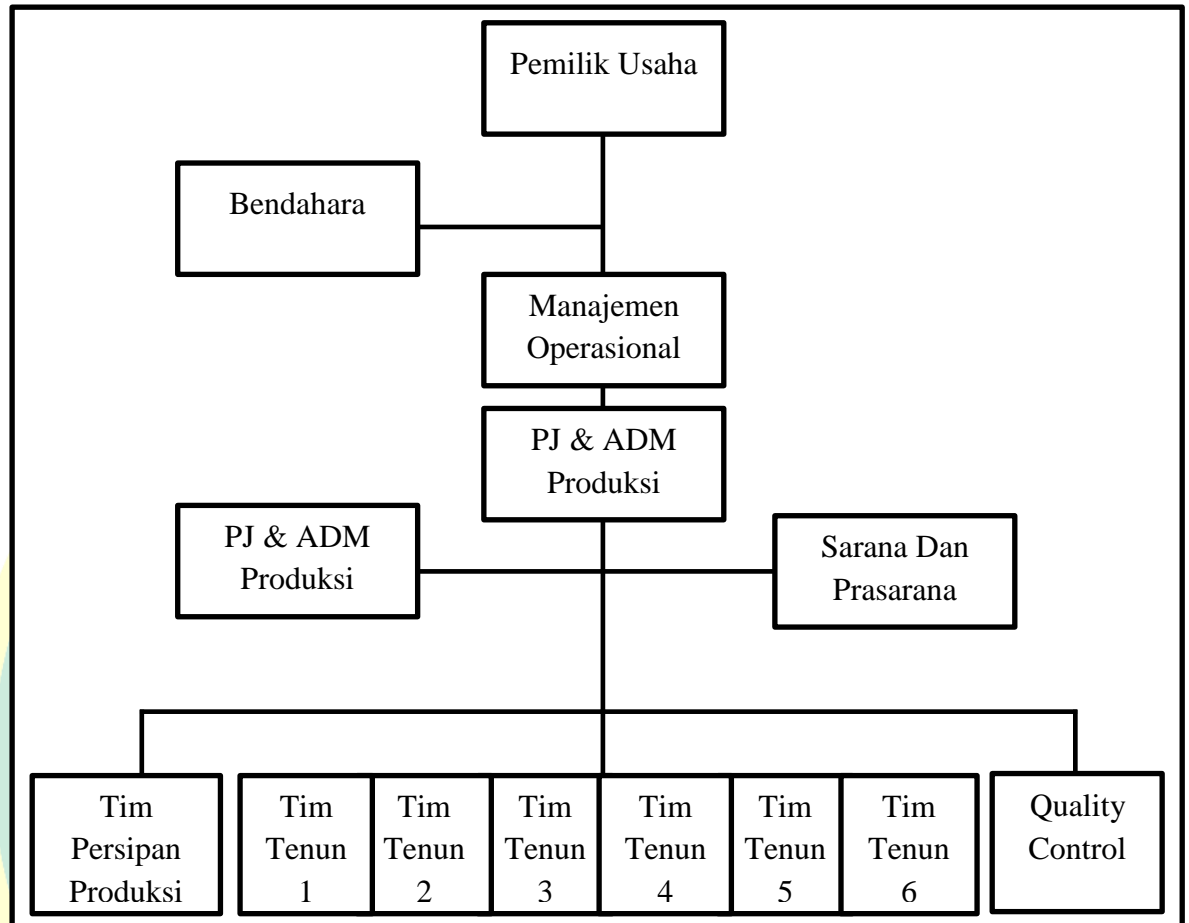 Pemilik Usaha
Bendahara
Manajemen
Operasional
PJ & ADM
Produksi
PJ & ADM
Produksi
Sarana Dan
Prasarana
Tim
Persipan
Produksi
Tim
Tenun
1
Tim
Tenun
2
Tim
Tenun
3
Tim
Tenun
4
Tim
Tenun
5
Tim
Tenun
6
Quality
Control